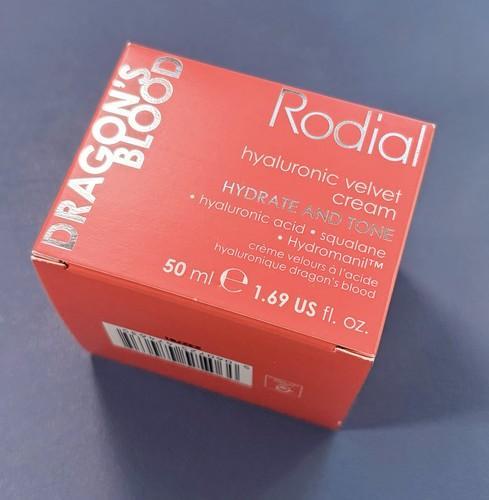 DRAGON'S
BLOOD
Rodial
hyaluronic velvet
cream
HYDRATE AND TONE
• hyaluronic acid • squalane
• Hydromanil™
crème velours à l'acide
hyaluronique dragon's blood
50 ml ℮ 1.69 US fl. oz.